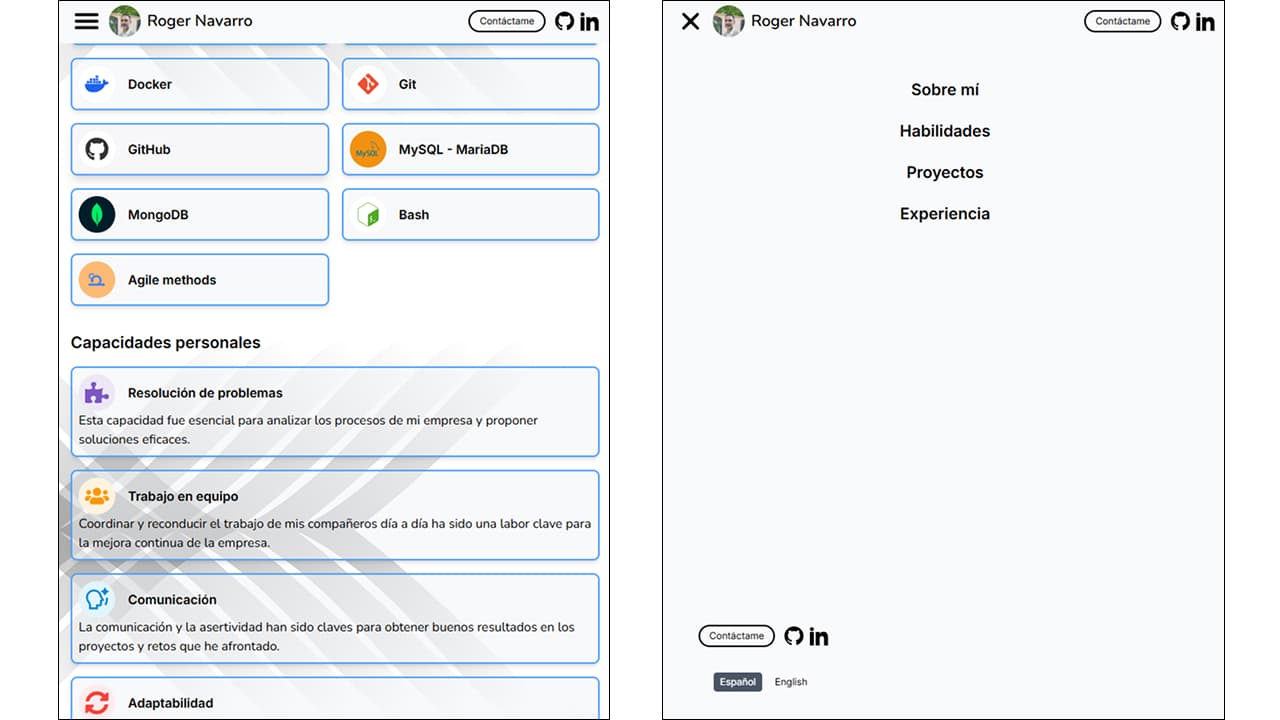 Roger Navarro
Contáctame
Docker
Git
GitHub
MySQL
MySQL - MariaDB
MongoDB
Bash
Agile methods
Capacidades personales
Resolución de problemas
Esta capacidad fue esencial para analizar los procesos de mi empresa y proponer
soluciones eficaces.
Trabajo en equipo
Coordinar y reconducir el trabajo de mis compañeros día a día ha sido una labor clave para
la mejora continua de la empresa.
Comunicación
La comunicación y la asertividad han sido claves para obtener buenos resultados en los
proyectos y retos que he afrontado.
Adaptabilidad
Roger Navarro
Contáctame
Sobre mí
Habilidades
Proyectos
Experiencia
Contáctame
Español
English